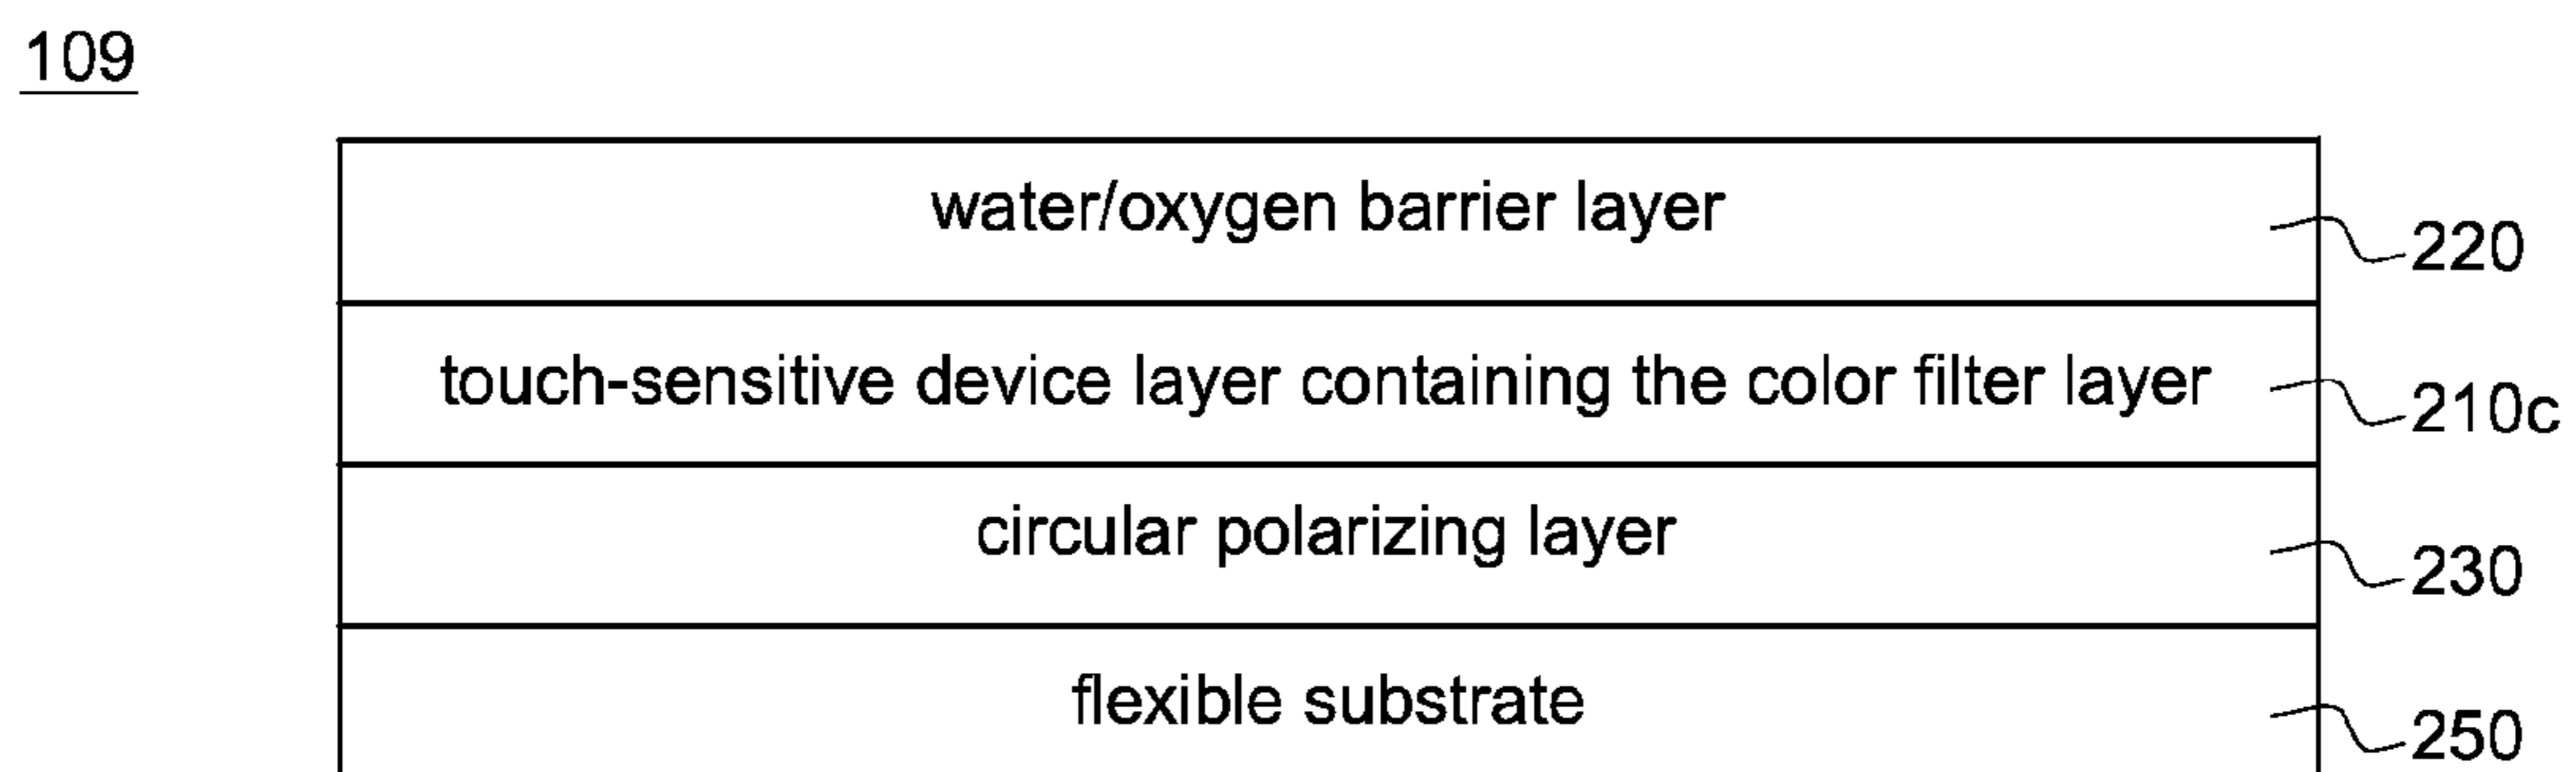 109
water/oxygen barrier layer
220
touch-sensitive device layer containing the color filter layer
210c
circular polarizing layer
230
flexible substrate
250